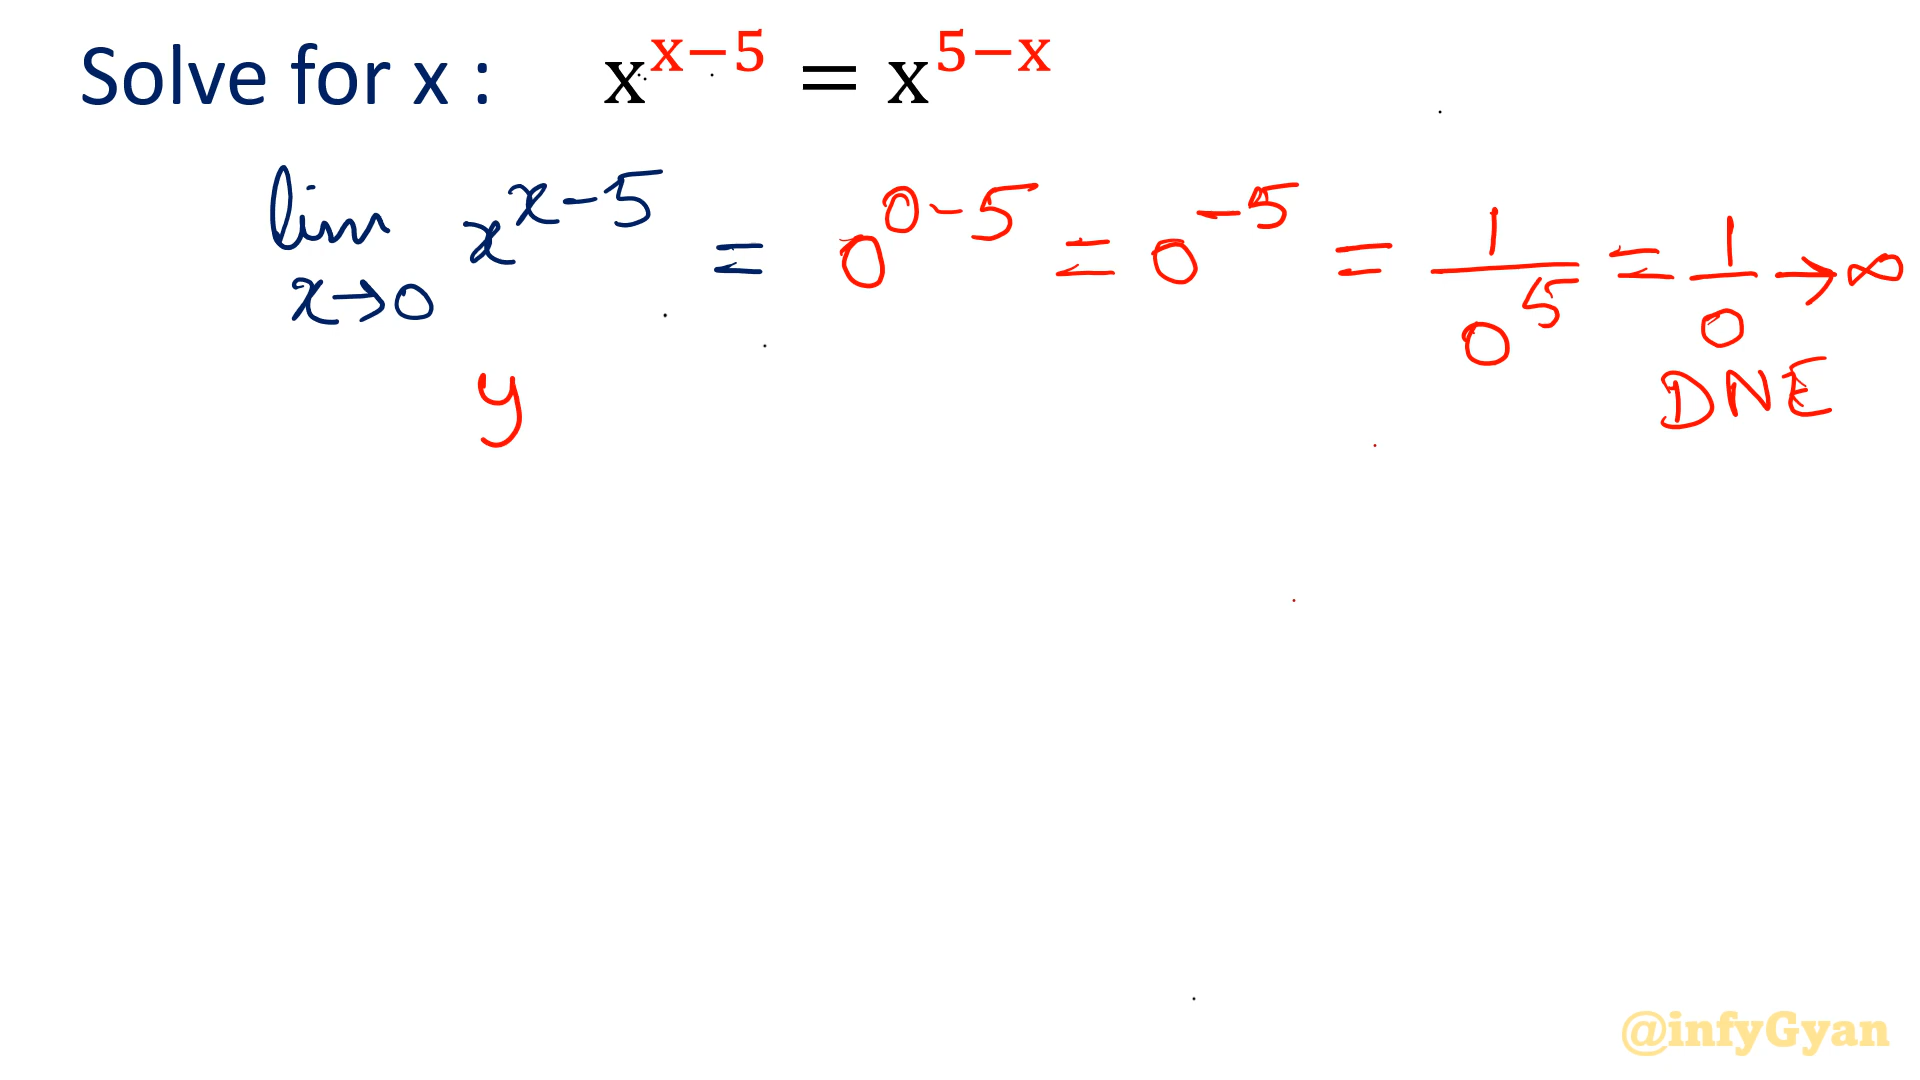 Solve for x : x^{x−5} = x^{5−x}
lim x→0 x^{x−5} = 0^{0−5} = 0^{−5} = 1/0^5 = 1/0 → ∞
y DNE
@infyGyan